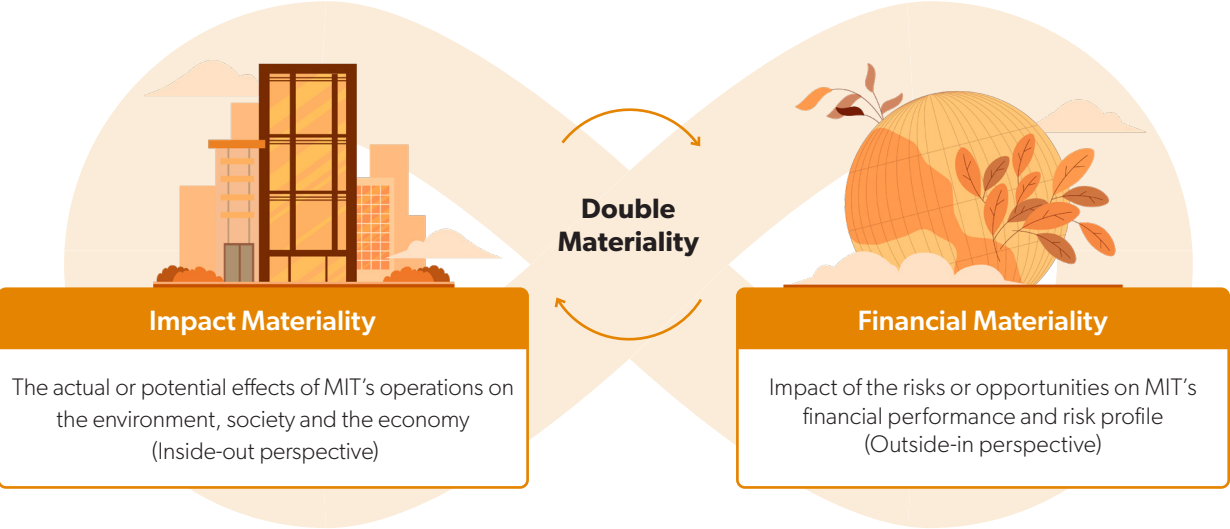 Double
Materiality
Impact Materiality
The actual or potential effects of MIT’s operations on
the environment, society and the economy
(Inside-out perspective)
Financial Materiality
Impact of the risks or opportunities on MIT’s
financial performance and risk profile
(Outside-in perspective)